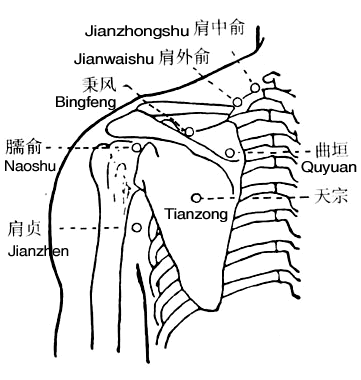 Jianzhongshu 肩中俞
Jianwaishu 肩外俞
秉风
Bingfeng
臑俞
Naoshu
曲垣
Quyuan
天宗
Tianzong
肩贞
Jianzhen